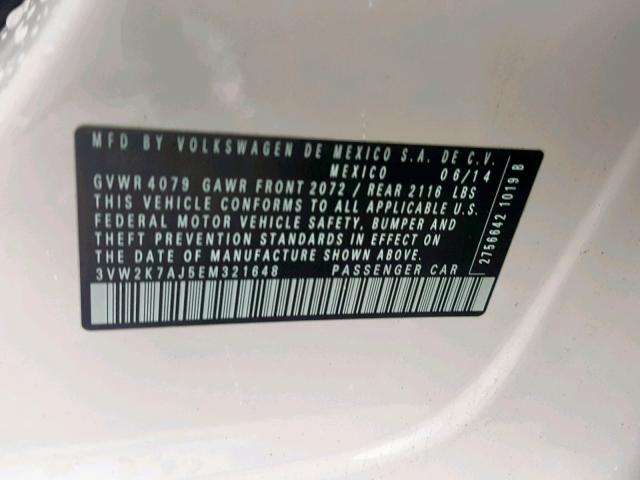 MFD BY VOLKSWAGEN DE MEXICO S.A. DE C.V.
MEXICO 06/14
GVWR 4079 GAWR FRONT 2072 / REAR 2116 LBS
THIS VEHICLE CONFORMS TO ALL APPLICABLE U.S.
FEDERAL MOTOR VEHICLE SAFETY, BUMPER AND
THEFT PREVENTION STANDARDS IN EFFECT ON
THE DATE OF MANUFACTURE SHOWN ABOVE.
3VW2K7AJ5EM321648 PASSENGER CAR
2756642 1019 B